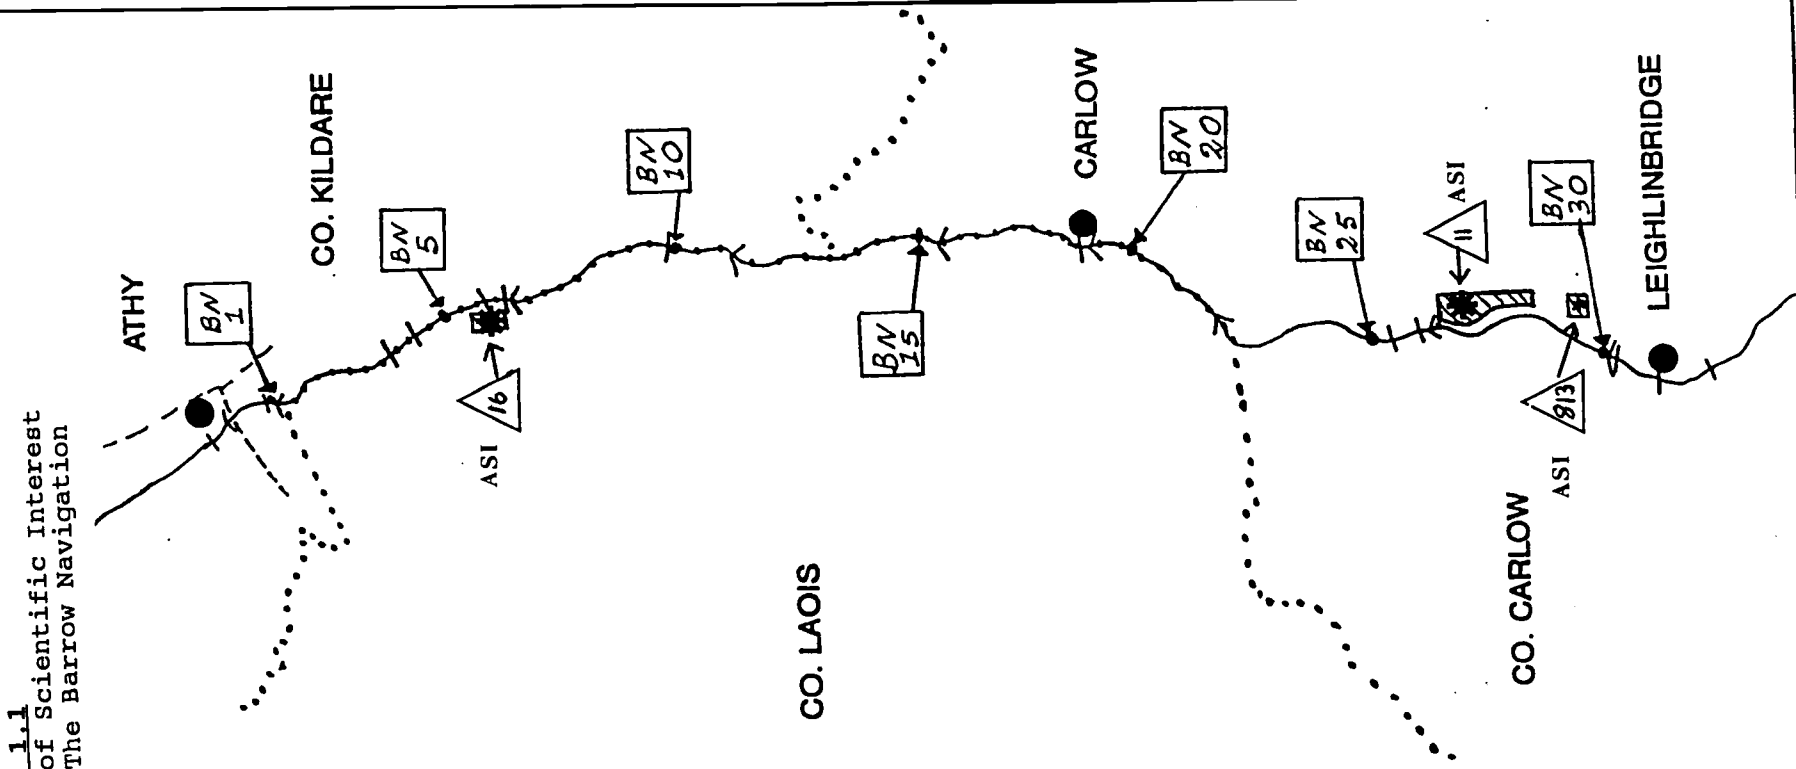 1.1
of Scientific Interest
The Barrow Navigation
ATHY
BN
1
CO. KILDARE
BN
5
16
ASI
BN
10
CO. LAOIS
BN
15
CARLOW
BN
20
BN
25
11
ASI
CO. CARLOW
BN
30
813
ASI
LEIGHLINBRIDGE